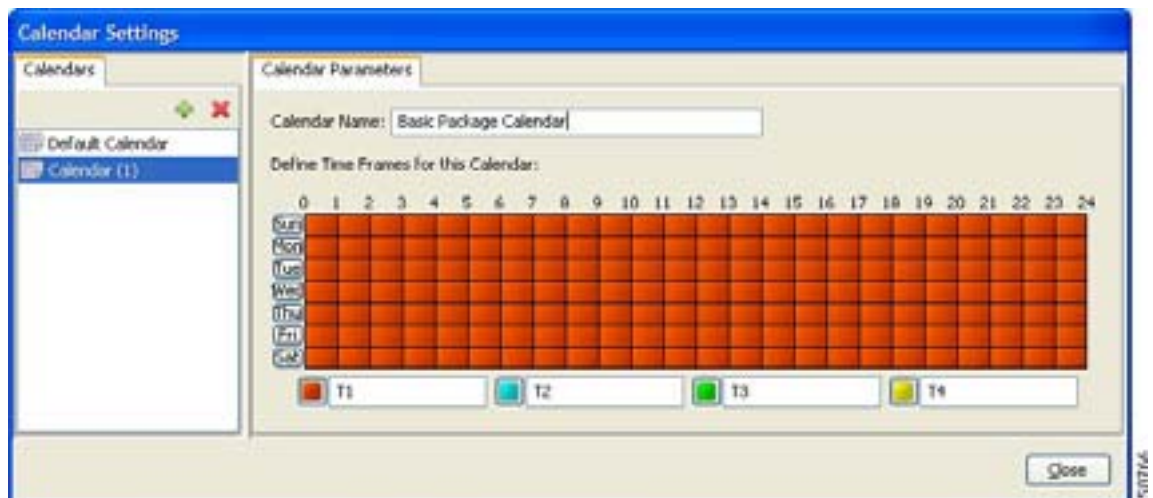 Calendar Settings
Calendars
Calendar Parameters
Calendar Name: Basic Package Calendar
Default Calendar
Calendar (1)
Define Time Frames for this Calendar:
0 1 2 3 4 5 6 7 8 9 10 11 12 13 14 15 16 17 18 19 20 21 22 23 24
Sun
Mon
Tue
Wed
Thu
Fri
Sat
T1 T2 T3 T4
Close